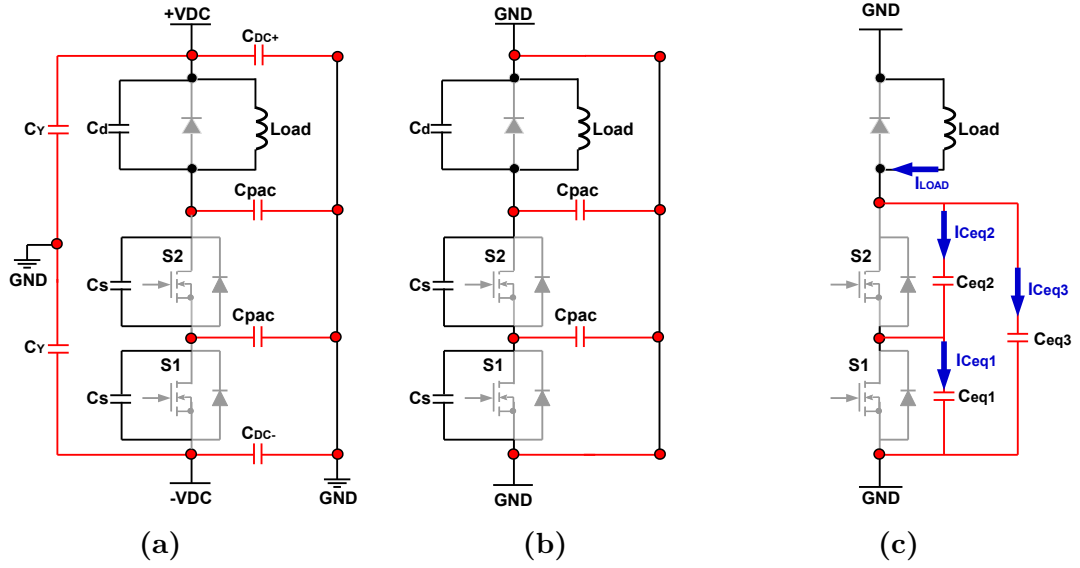 +VDC
CDC+
CY
Cd
Load
Cpac
GND
S2
Cs
Cpac
CY
S1
Cs
CDC-
-VDC
GND
(a)
GND
Cd
Load
Cpac
S2
Cs
Cpac
S1
Cs
GND
(b)
GND
Load
ILOAD
S2
ICeq2
Ceq2
ICeq3
Ceq3
S1
ICeq1
Ceq1
GND
(c)